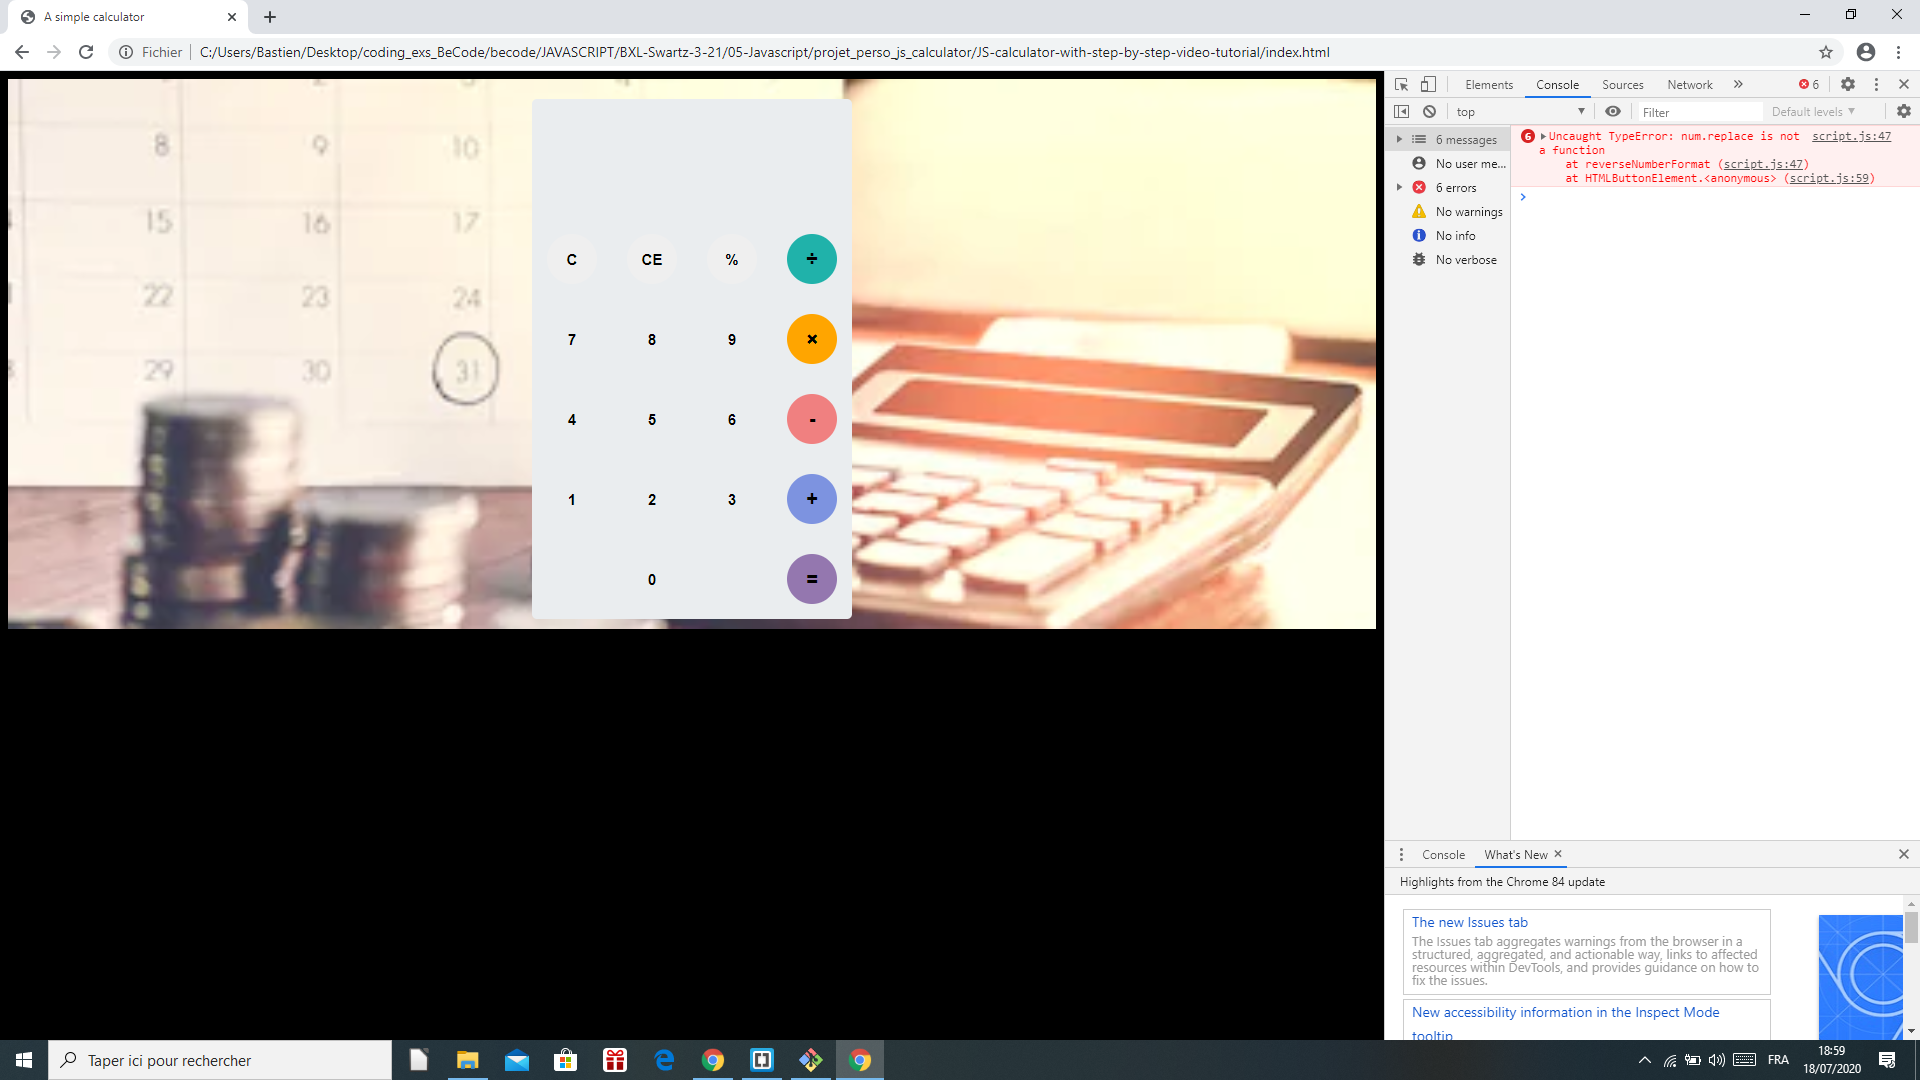 A simple calculator
Fichier
C:/Users/Bastien/Desktop/coding_exs_BeCode/becode/JAVASCRIPT/BXL-Swartz-3-21/05-Javascript/projet_perso_js_calculator/JS-calculator-with-step-by-step-video-tutorial/index.html
8 9 10
15 16 17
22 23 24
29 30 31
C CE % ÷
7 8 9 ×
4 5 6 -
1 2 3 +
0 =
Elements Console Sources Network » 6
top Filter Default levels
6 messages
No user me...
6 errors
No warnings
No info
No verbose
6 Uncaught TypeError: num.replace is not script.js:47
a function
at reverseNumberFormat (script.js:47)
at HTMLButtonElement.<anonymous> (script.js:59)
Console What's New
Highlights from the Chrome 84 update
The new Issues tab
The Issues tab aggregates warnings from the browser in a
structured, aggregated, and actionable way, links to affected
resources within DevTools, and provides guidance on how to
fix the issues.
New accessibility information in the Inspect Mode
tooltip
Taper ici pour rechercher
FRA
18:59
18/07/2020